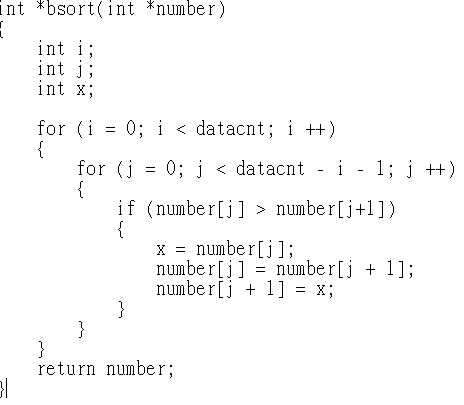 int *bsort(int *number)
{
    int i;
    int j;
    int x;

    for (i = 0; i < datacnt; i ++)
    {
        for (j = 0; j < datacnt - i - 1; j ++)
        {
            if (number[j] > number[j+1])
            {
                x = number[j];
                number[j] = number[j + 1];
                number[j + 1] = x;
            }
        }
    }
    return number;
}